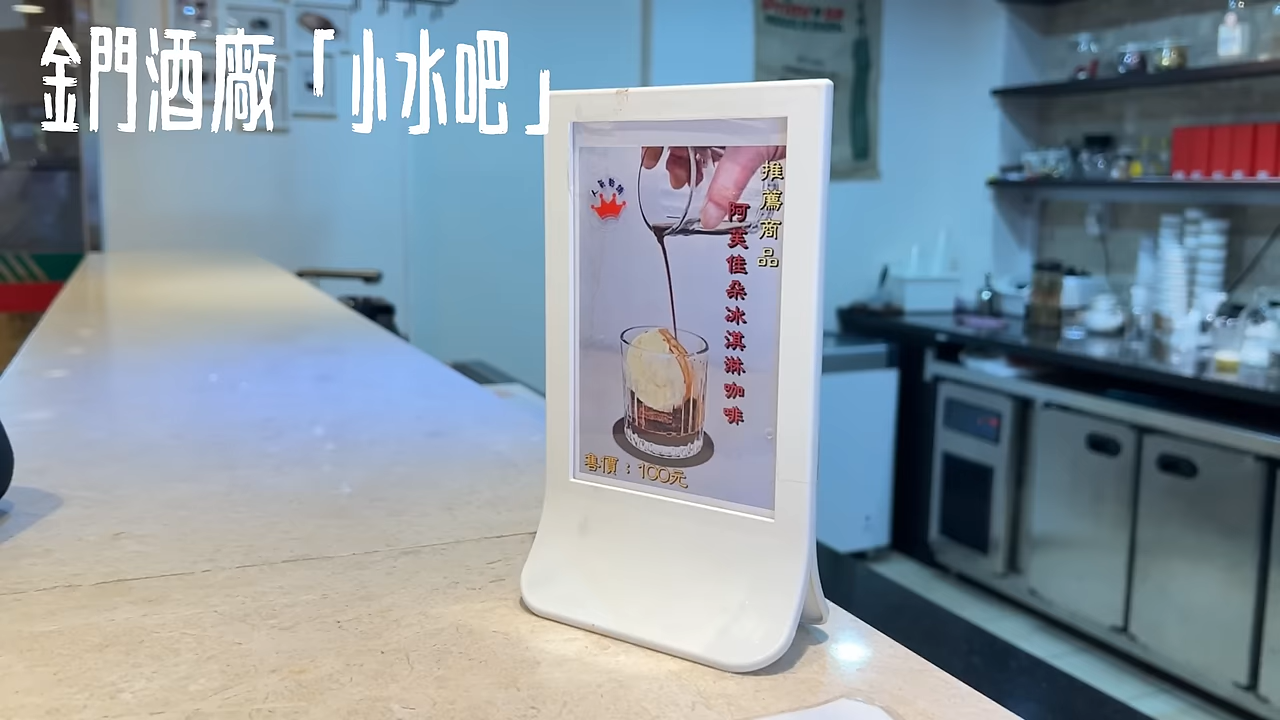 金門酒廠「小水吧」
推薦商品
阿芙佳朵冰淇淋咖啡
售價：100元